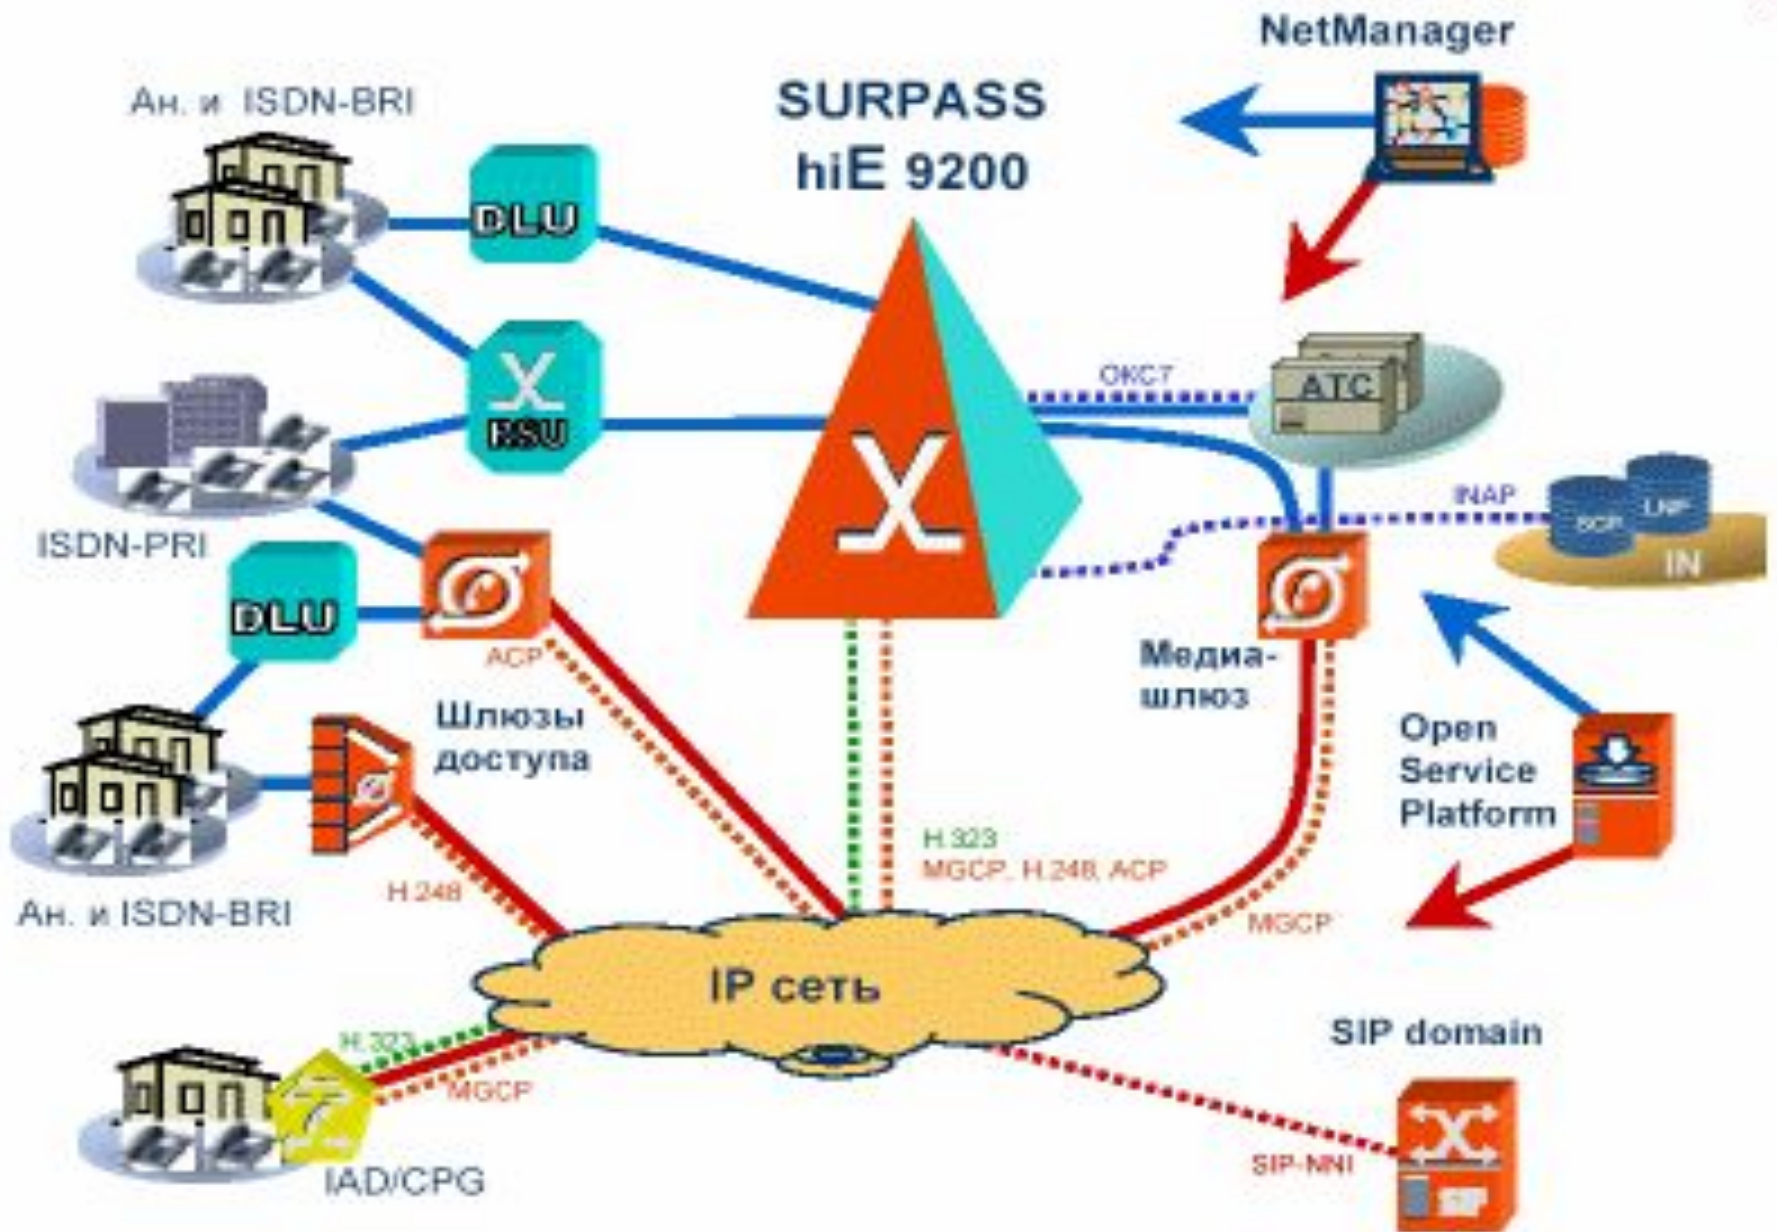 NetManager
SURPASS
hiE 9200
Ан. и ISDN-BRI
DLU
RSU
ОКС7
АТС
INAP
SCP
LNP
IN
ISDN-PRI
DLU
ACP
Медиа-
шлюз
Шлюзы
доступа
Open
Service
Platform
H.323
MGCP, H.248, ACP
H.248
MGCP
Ан. и ISDN-BRI
IP сеть
SIP domain
H.323
MGCP
SIP-NNI
SIP
IAD/CPG